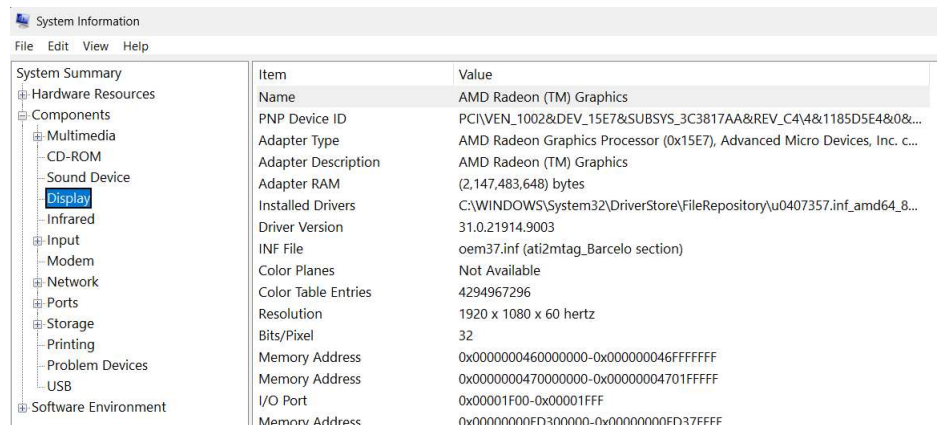 System Information
File Edit View Help
System Summary
Hardware Resources
Components
Multimedia
CD-ROM
Sound Device
Display
Infrared
Input
Modem
Network
Ports
Storage
Printing
Problem Devices
USB
Software Environment
Item Value
Name AMD Radeon (TM) Graphics
PNP Device ID PCI\VEN_1002&DEV_15E7&SUBSYS_3C3817AA&REV_C4\4&1185D5E4&0&...
Adapter Type AMD Radeon Graphics Processor (0x15E7), Advanced Micro Devices, Inc. c...
Adapter Description AMD Radeon (TM) Graphics
Adapter RAM (2,147,483,648) bytes
Installed Drivers C:\WINDOWS\System32\DriverStore\FileRepository\u0407357.inf_amd64_8...
Driver Version 31.0.21914.9003
INF File oem37.inf (ati2mtag_Barcelo section)
Color Planes Not Available
Color Table Entries 4294967296
Resolution 1920 x 1080 x 60 hertz
Bits/Pixel 32
Memory Address 0x0000000460000000-0x000000046FFFFFFF
Memory Address 0x0000000470000000-0x00000004701FFFFF
I/O Port 0x00001F00-0x00001FFF
Memory Address 0x00000000FD300000-0x00000000FD37FFFF